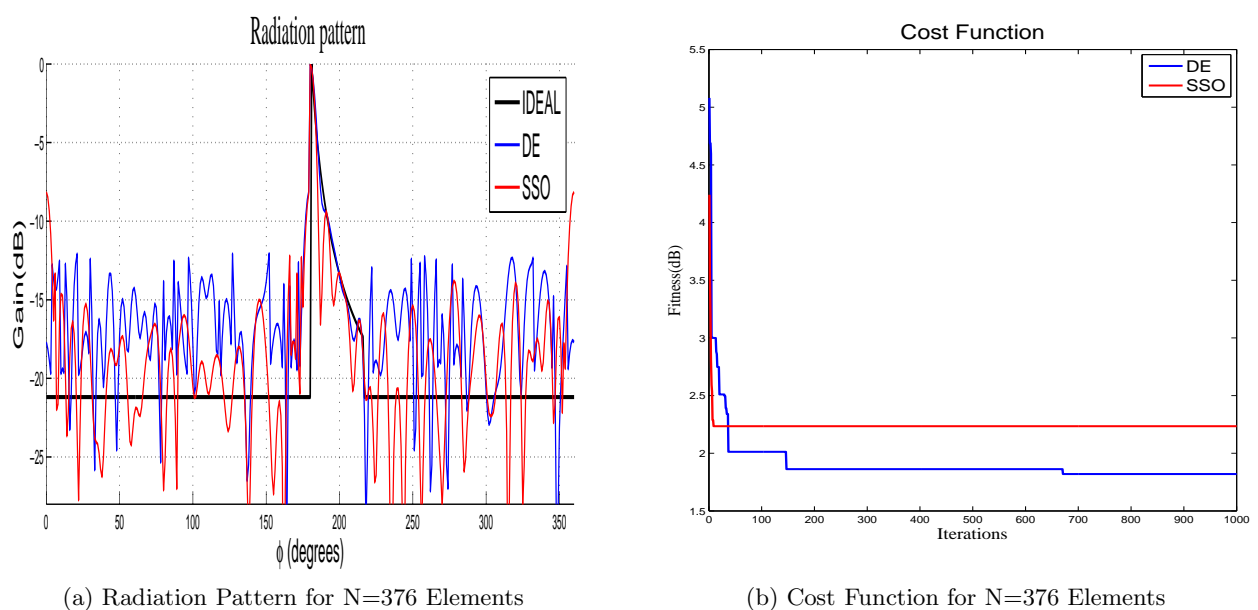 Radiation pattern
0
−5
−10
−15
−20
−25
Gain(dB)
IDEAL
DE
SSO
0 50 100 150 200 250 300 350
ϕ (degrees)
(a) Radiation Pattern for N=376 Elements
Cost Function
5.5
5
4.5
4
3.5
3
2.5
2
1.5
Fitness(dB)
DE
SSO
0 100 200 300 400 500 600 700 800 900 1000
Iterations
(b) Cost Function for N=376 Elements